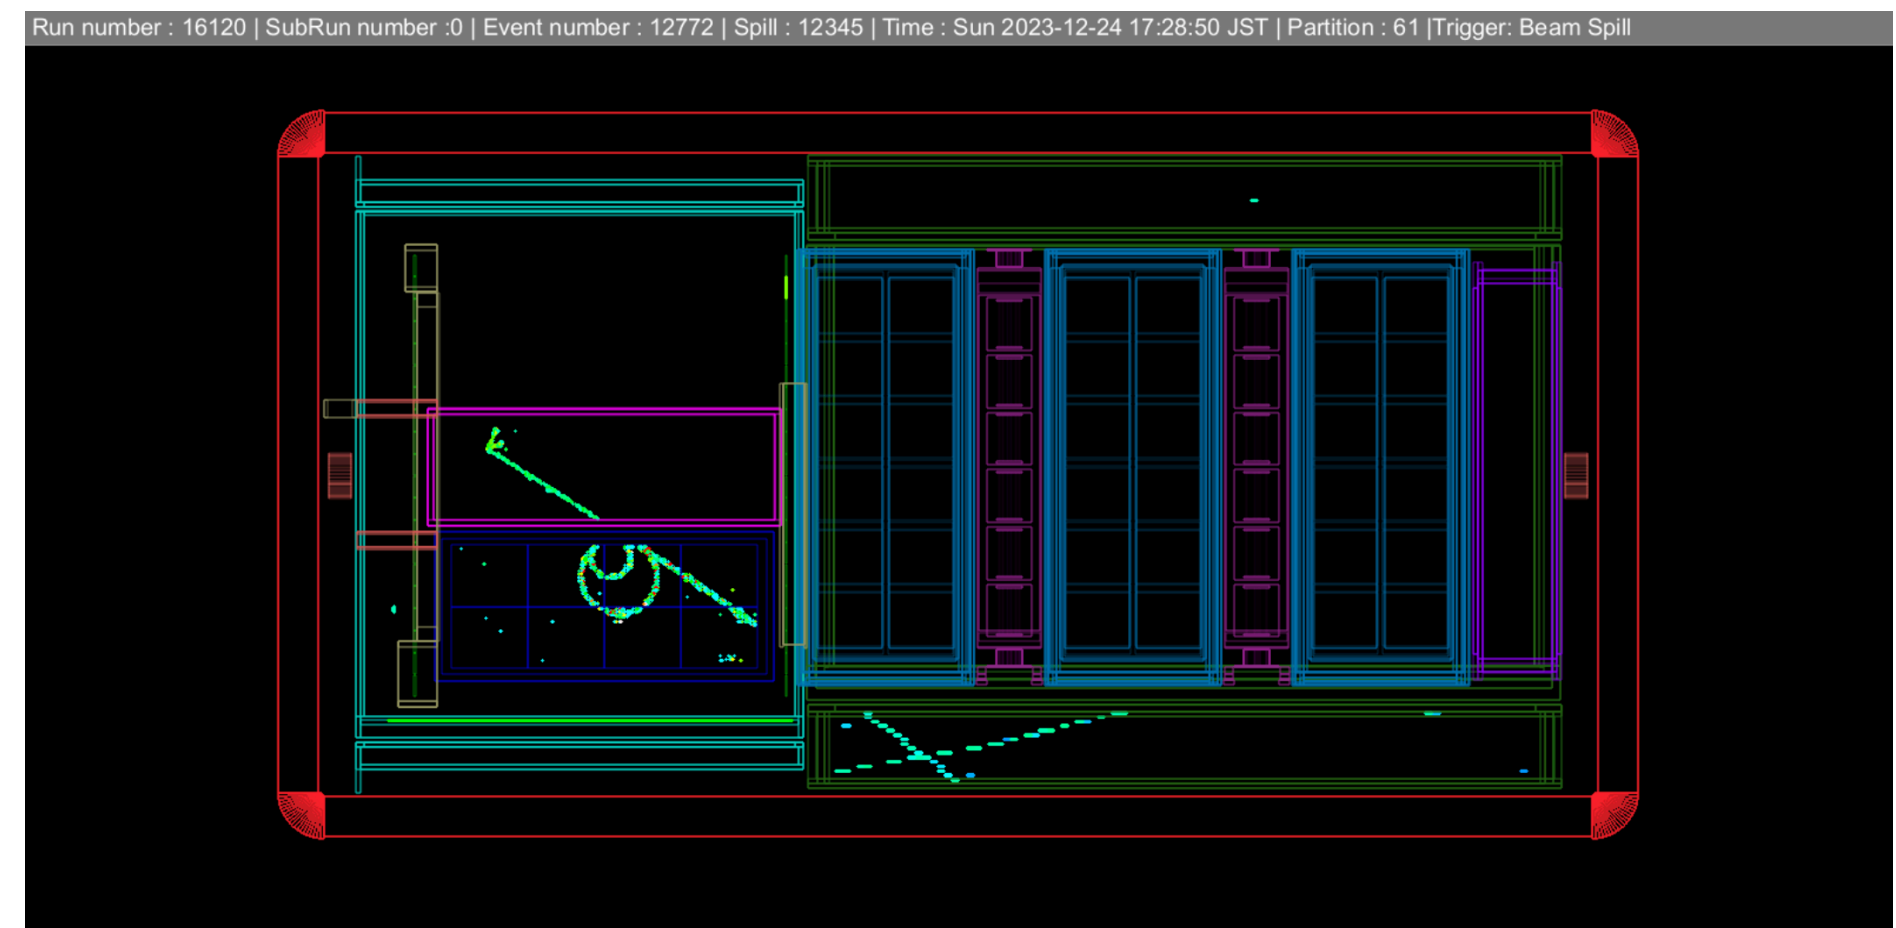 Run number : 16120 | SubRun number :0 | Event number : 12772 | Spill : 12345 | Time : Sun 2023-12-24 17:28:50 JST | Partition : 61 |Trigger: Beam Spill